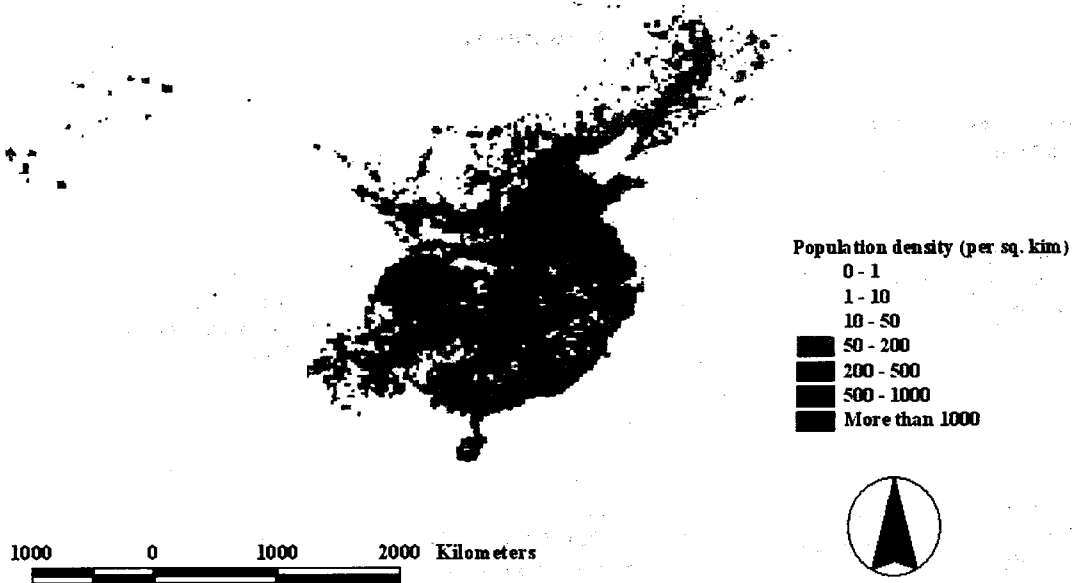 Population density (per sq. kim)
0 - 1
1 - 10
10 - 50
50 - 200
200 - 500
500 - 1000
More than 1000
1000 0 1000 2000 Kilometers